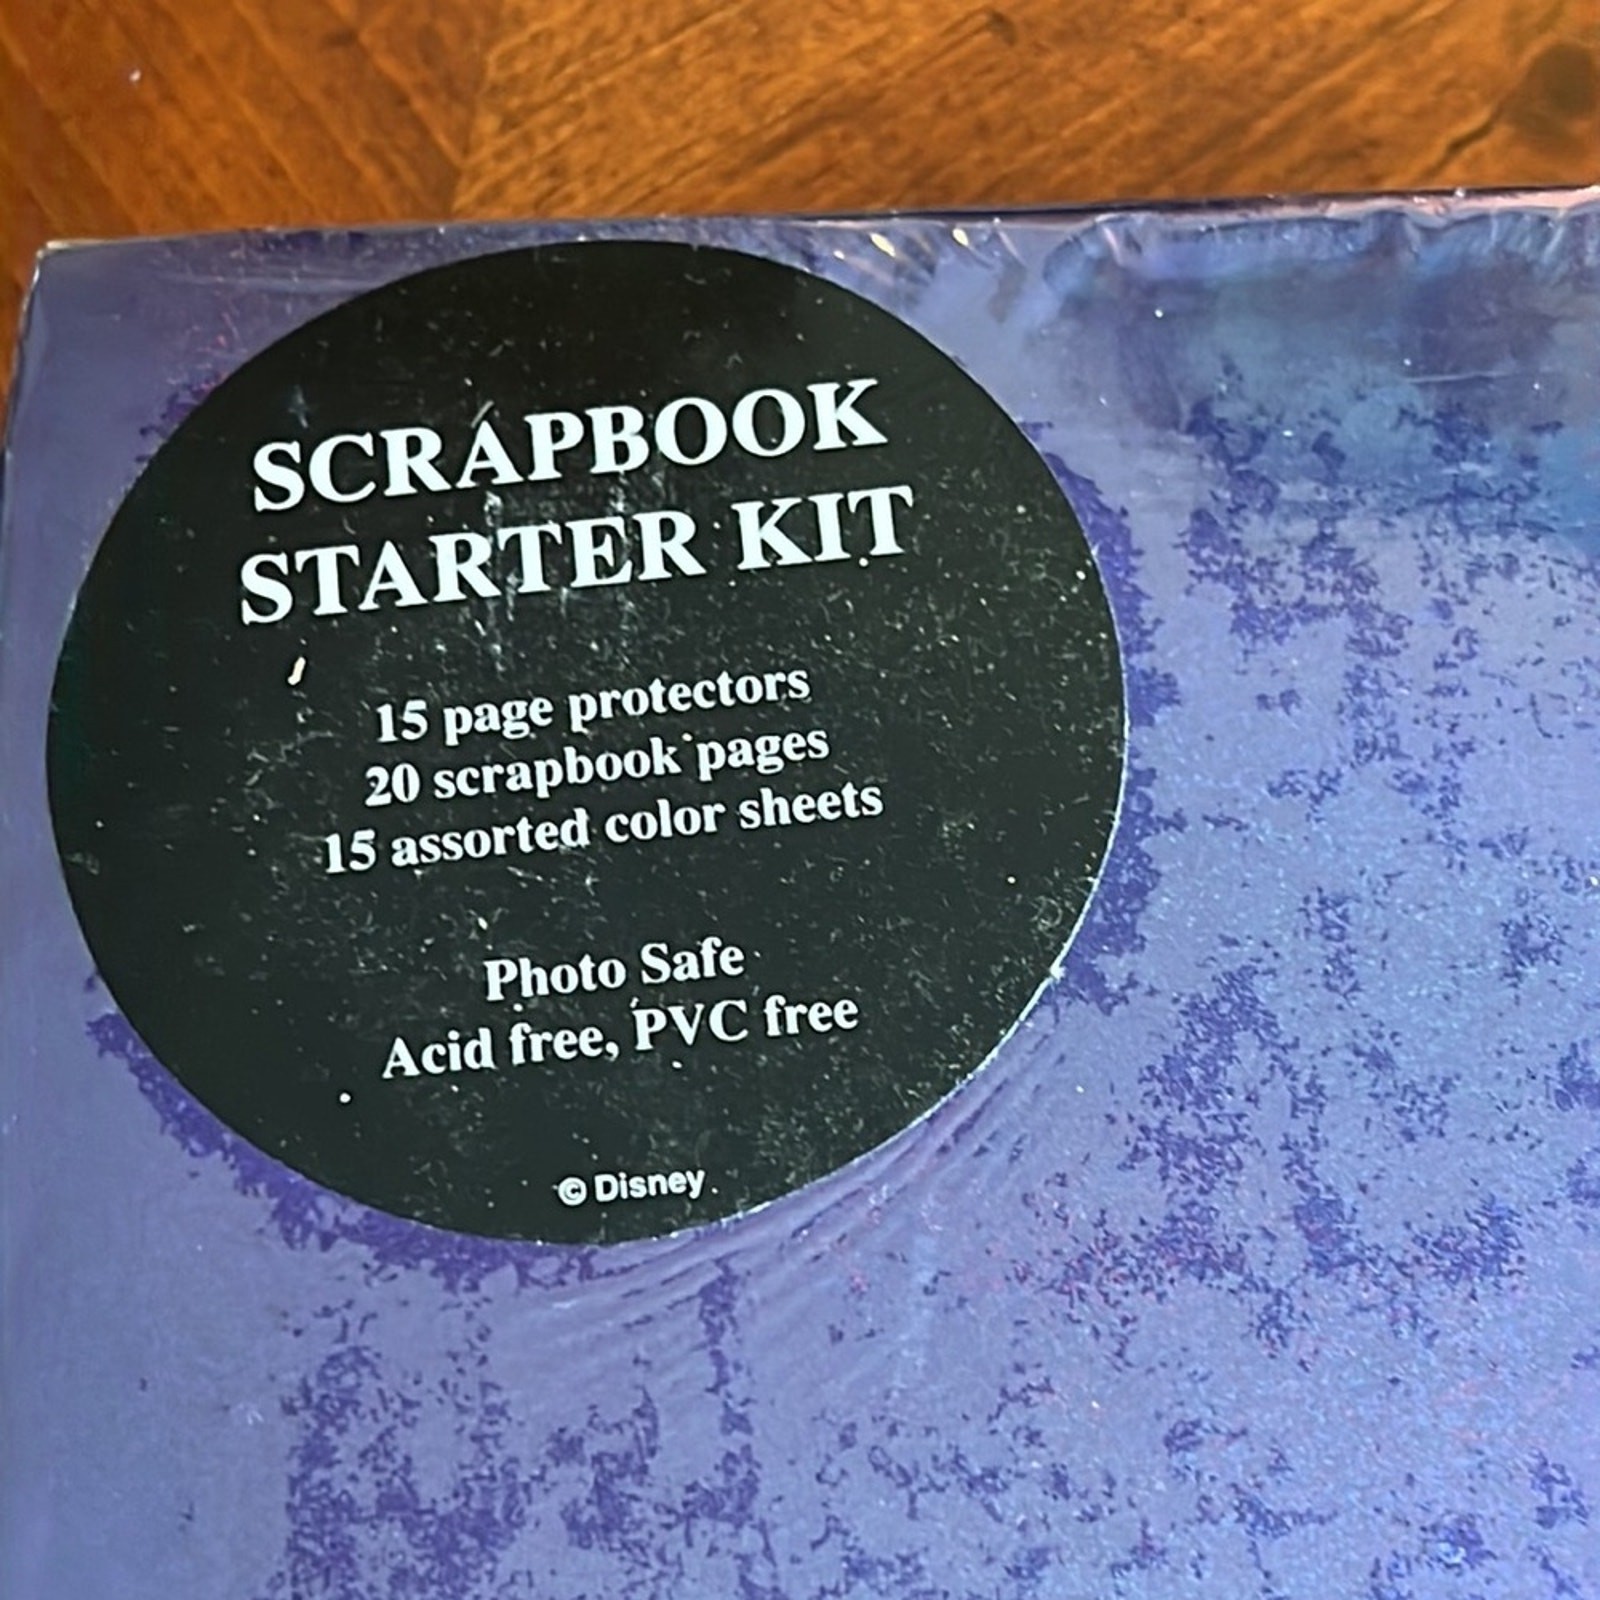 SCRAPBOOK
STARTER KIT
15 page protectors
20 scrapbook pages
15 assorted color sheets
Photo Safe
Acid free, PVC free
© Disney